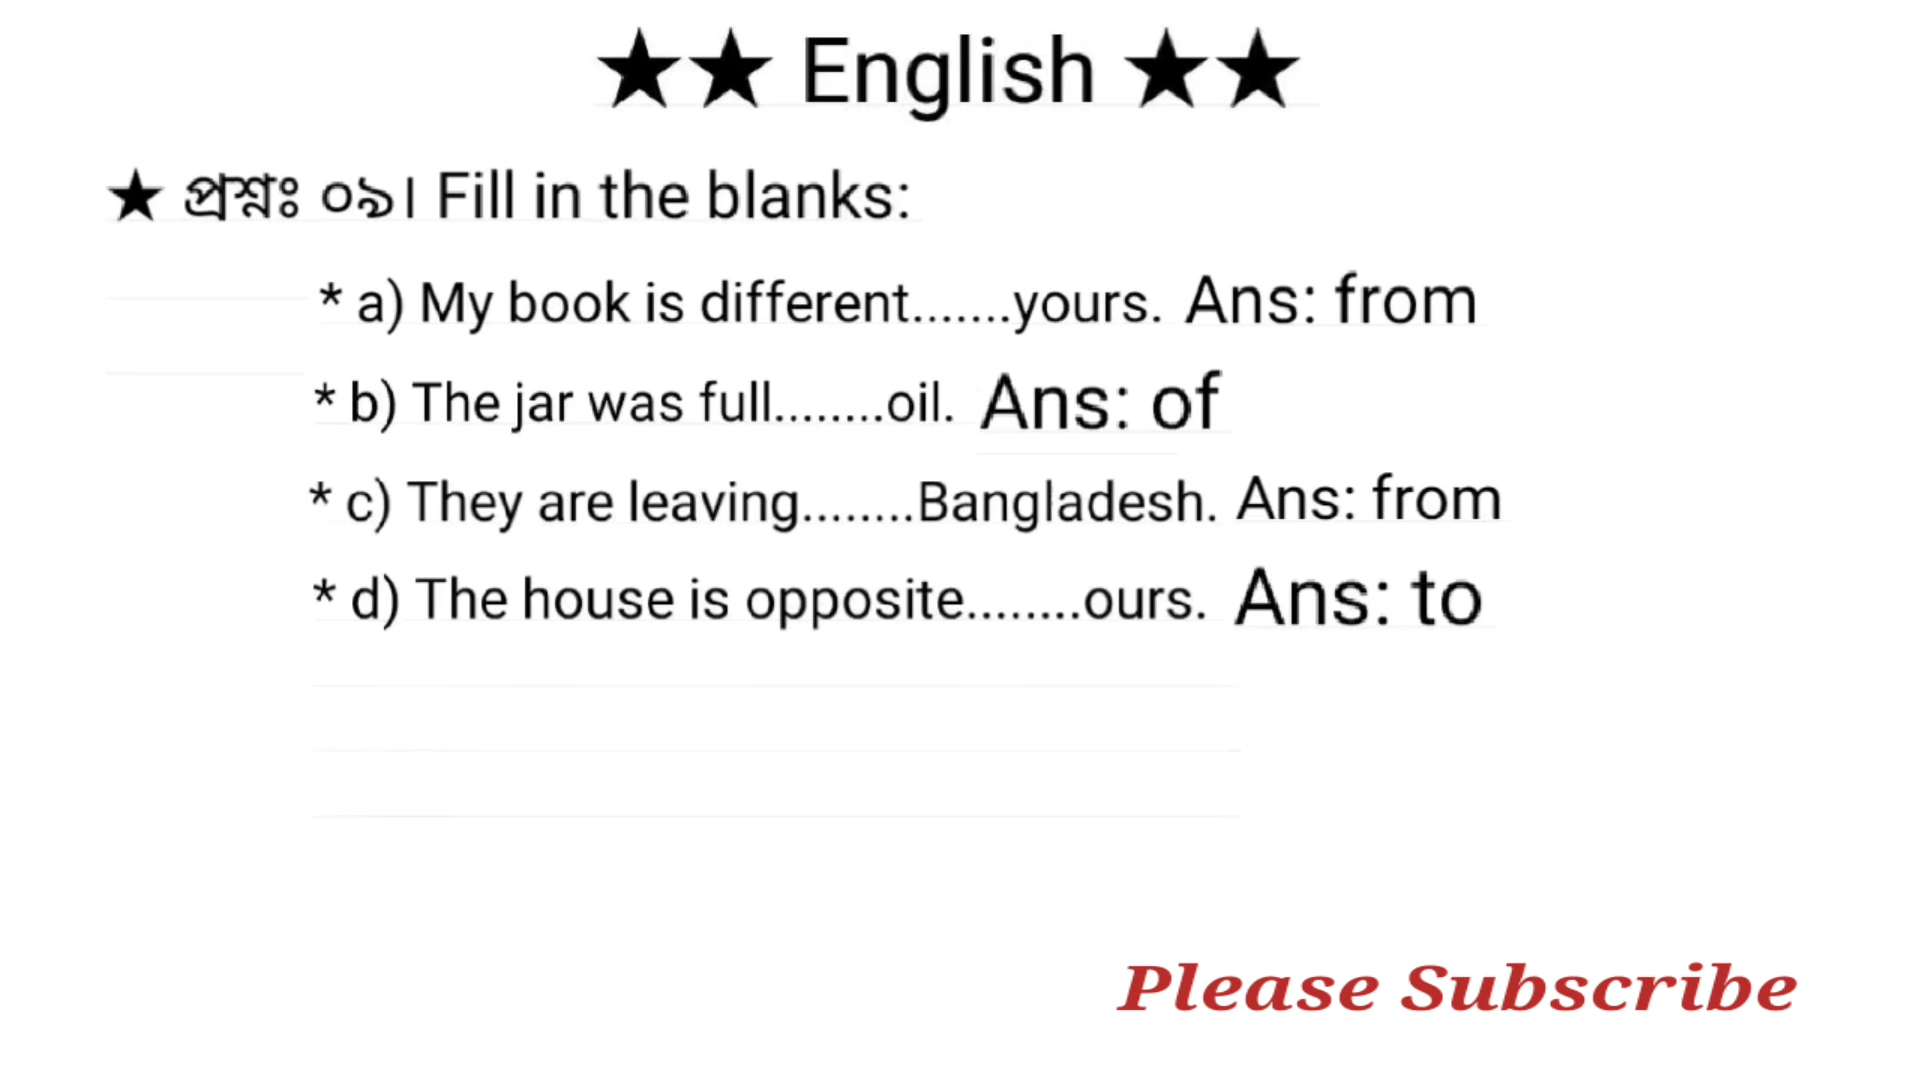 ★★ English ★★
★ প্রশ্নঃ ০৯। Fill in the blanks:
* a) My book is different.......yours. Ans: from
* b) The jar was full........oil. Ans: of
* c) They are leaving........Bangladesh. Ans: from
* d) The house is opposite........ours. Ans: to
Please Subscribe